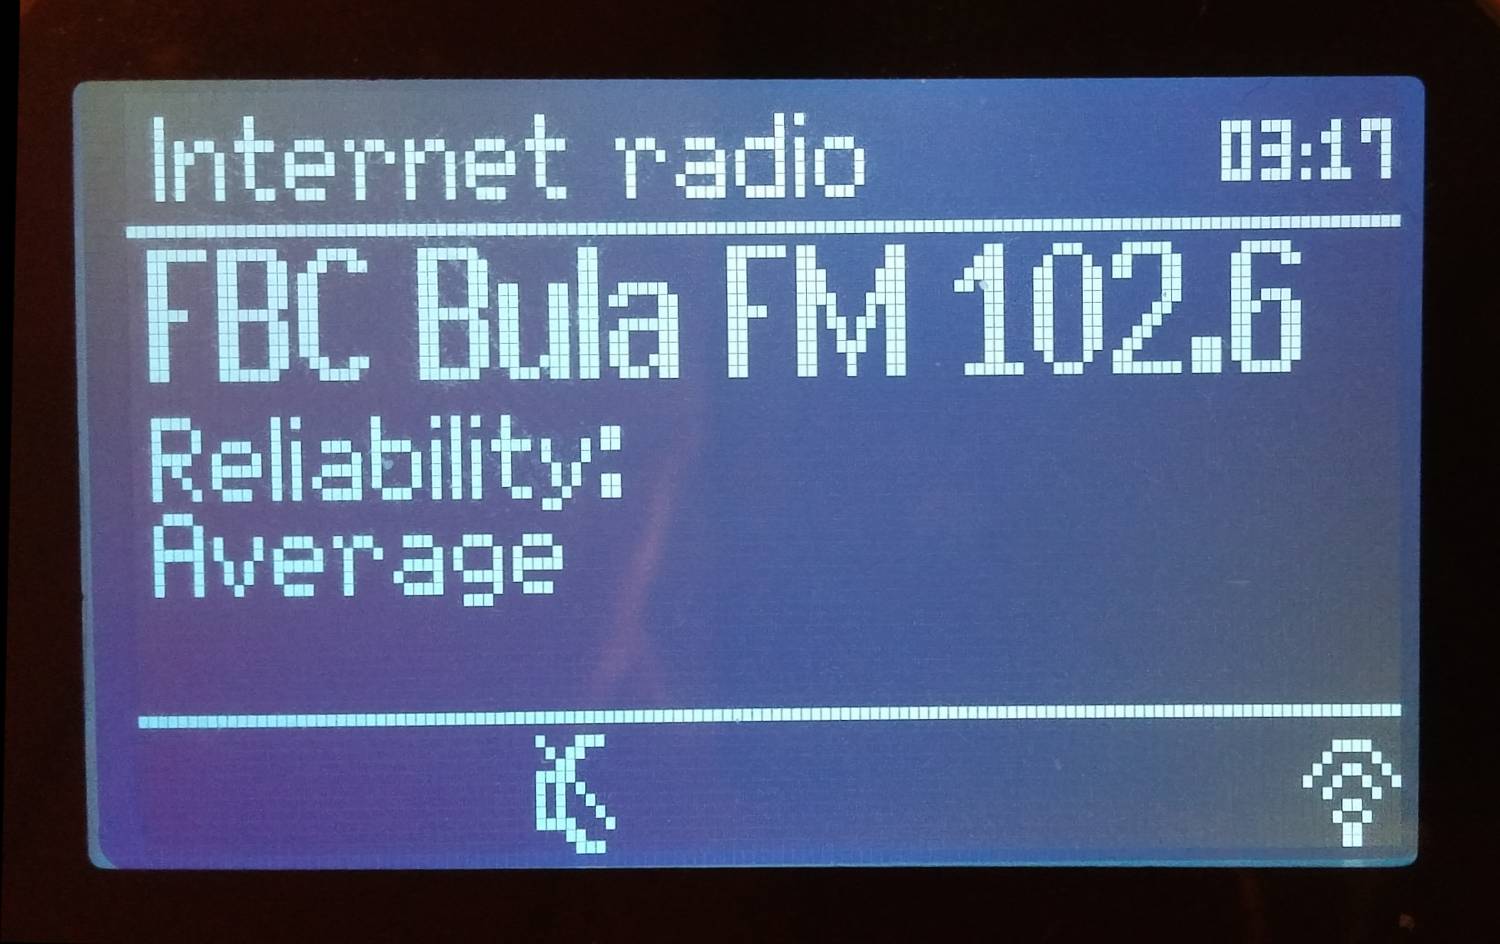 Internet radio 03:17
FBC Bula FM 102.6
Reliability:
Average